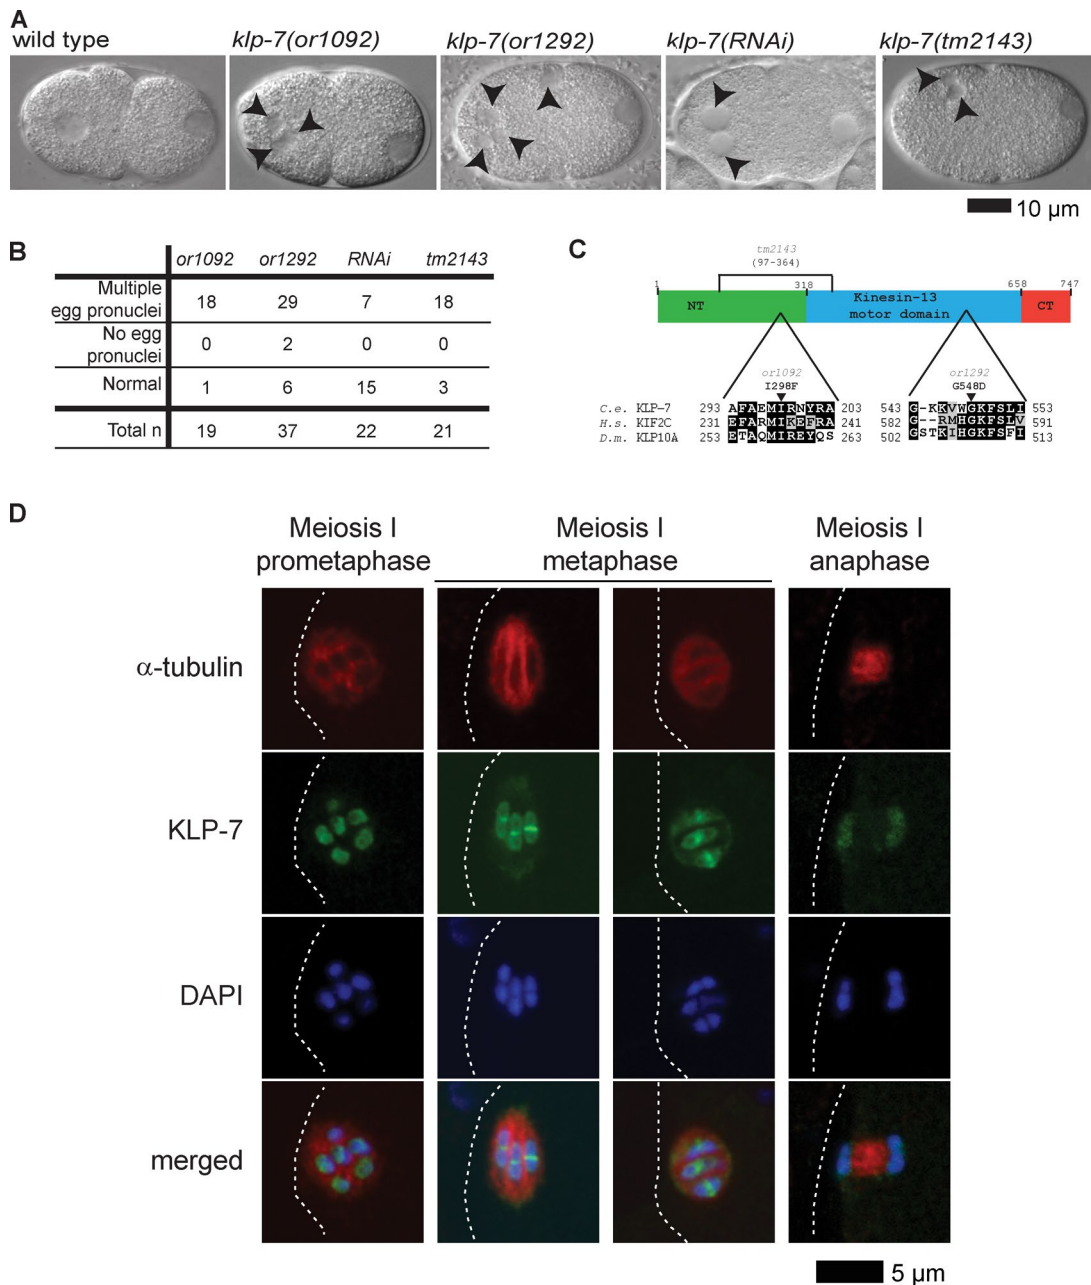 A
wild type klp-7(or1092) klp-7(or1292) klp-7(RNAi) klp-7(tm2143)
10 µm
B
or1092 or1292 RNAi tm2143
Multiple
egg pronuclei 18 29 7 18
No egg
pronuclei 0 2 0 0
Normal 1 6 15 3
Total n 19 37 22 21
C
tm2143
(97-364)
1 318 658 747
NT Kinesin-13
motor domain CT
or1092 or1292
I298F G548D
C.e. KLP-7 293 AFAEMIRNYRA 203 543 G-KKVWGKFSLI 553
H.s. KIF2C 231 EFARMIKEFRA 241 582 G--RMHGKFSLV 591
D.m. KLP10A 253 ETAQMIREYQS 263 502 GSTKIHGKFSFI 513
D
Meiosis I
prometaphase
Meiosis I
metaphase
Meiosis I
anaphase
α-tubulin
KLP-7
DAPI
merged
5 µm